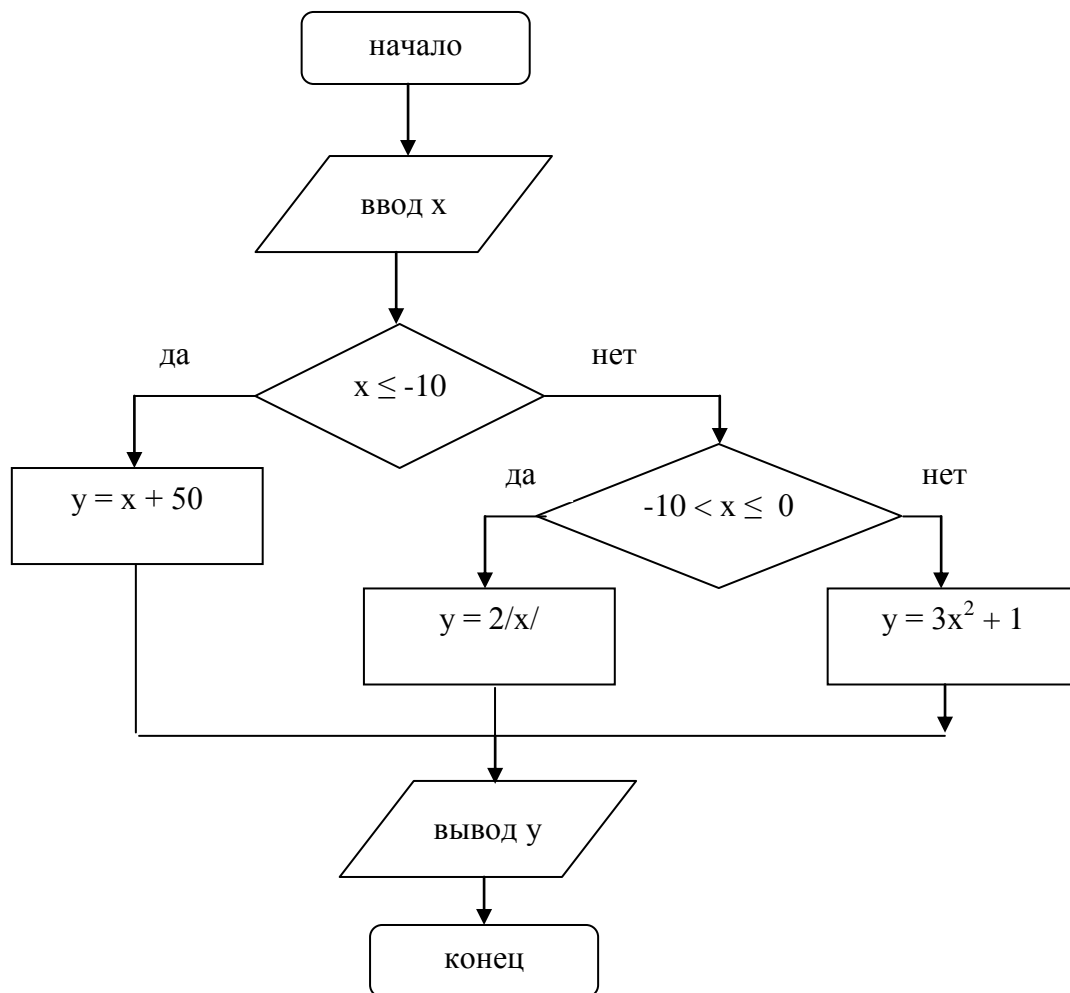 начало
ввод x
да
нет
x ≤ -10
y = x + 50
да
нет
-10 < x ≤ 0
y = 2/x/
y = 3x² + 1
вывод y
конец